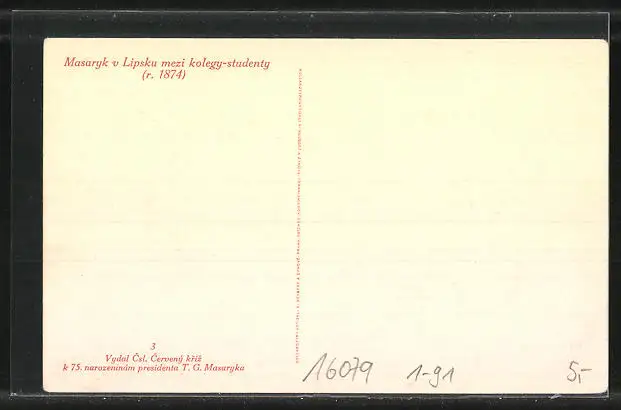 Masaryk v Lipsku mezi kolegy-studenty
(r. 1874)
3
Vydal Čsl. Červený kříž
k 75. narozeninám presidenta T. G. Masaryka
16079 1-91 5,-